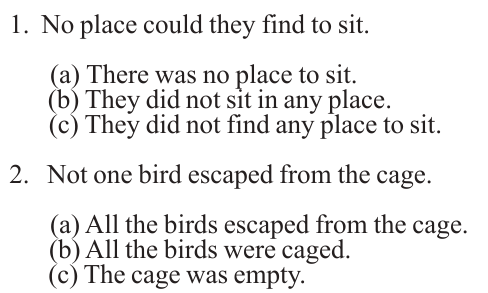 1. No place could they find to sit.
(a) There was no place to sit.
(b) They did not sit in any place.
(c) They did not find any place to sit.
2. Not one bird escaped from the cage.
(a) All the birds escaped from the cage.
(b) All the birds were caged.
(c) The cage was empty.